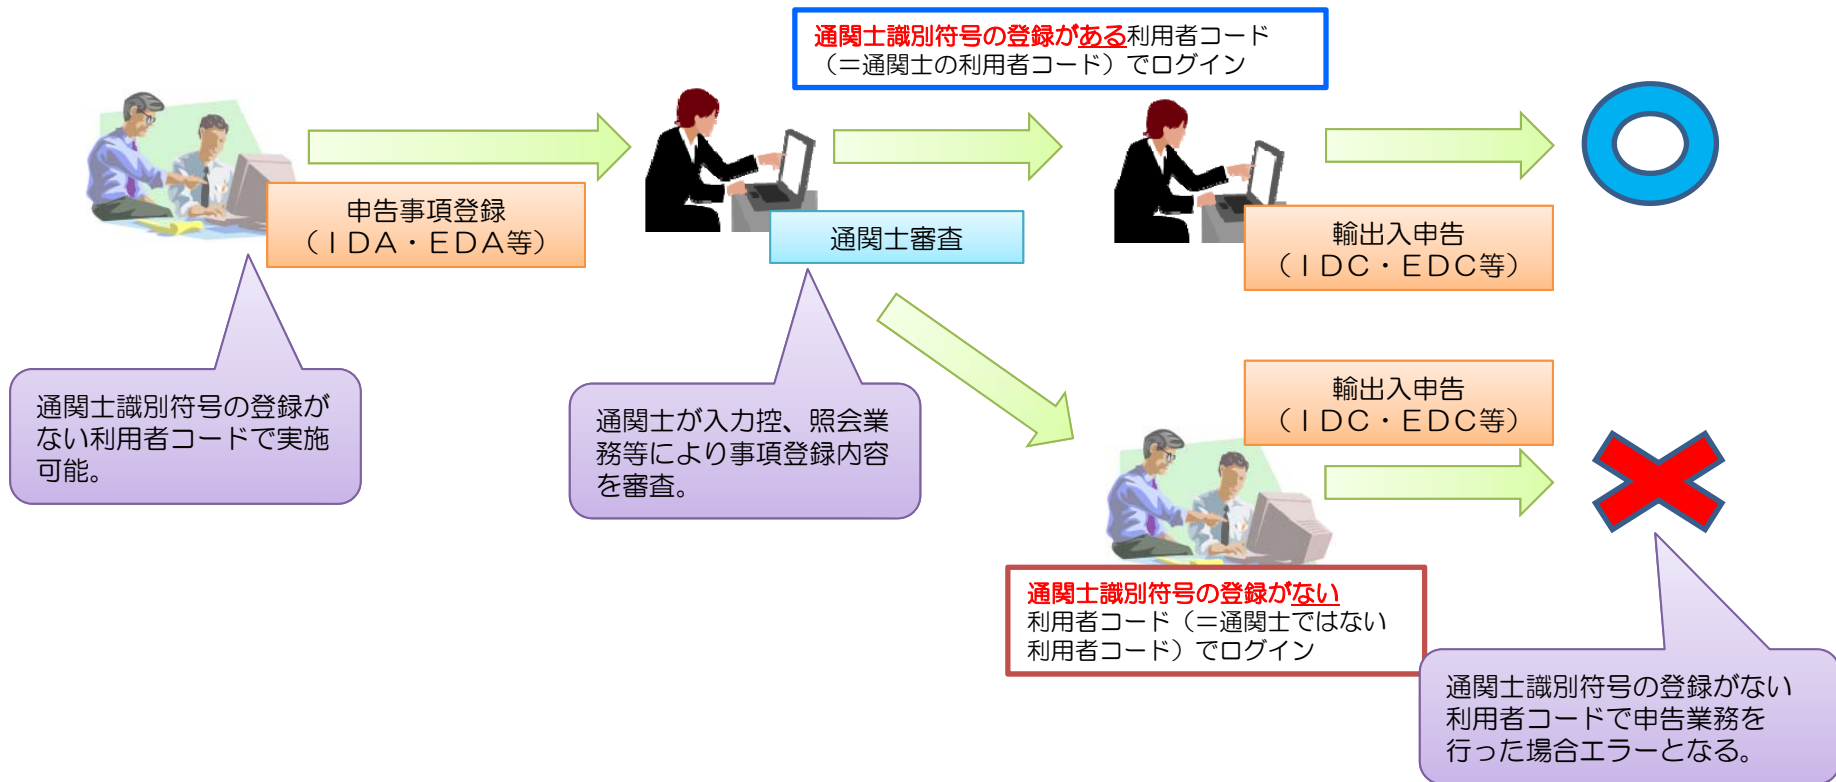 通関士識別符号の登録がある利用者コード
（＝通関士の利用者コード）でログイン
申告事項登録
（ＩＤＡ・ＥＤＡ等）
通関士審査
輸出入申告
（ＩＤＣ・ＥＤＣ等）
通関士識別符号の登録が
ない利用者コードで実施
可能。
通関士が入力控、照会業
務等により事項登録内容
を審査。
輸出入申告
（ＩＤＣ・ＥＤＣ等）
通関士識別符号の登録がない
利用者コード（＝通関士ではない
利用者コード）でログイン
通関士識別符号の登録がない
利用者コードで申告業務を
行った場合エラーとなる。